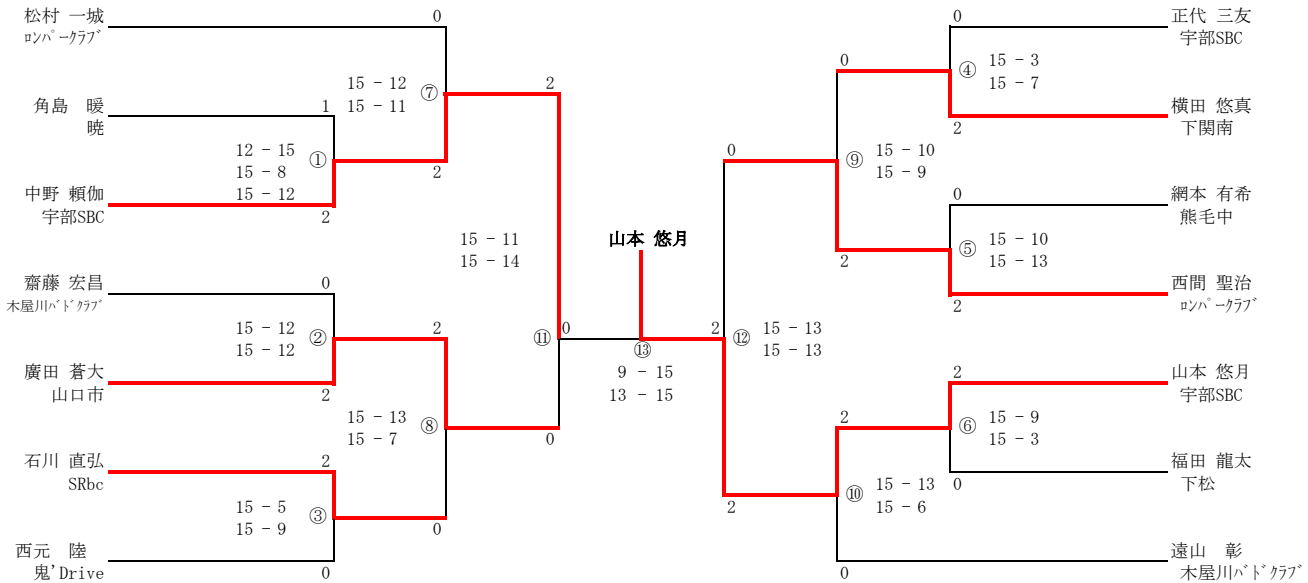 松村 一城
ロンパークラブ
0
15 - 12
15 - 11
⑦
2
角島 暖
暁
1
12 - 15
15 - 8
15 - 12
①
2
中野 頼伽
宇部SBC
2
15 - 11
15 - 14
齋藤 宏昌
木屋川バドクラブ
0
15 - 12
15 - 12
②
2
⑪
0
廣田 蒼大
山口市
2
15 - 13
15 - 7
⑧
0
石川 直弘
SRbc
2
15 - 5
15 - 9
③
0
西元 陸
鬼'Drive
0
山本 悠月
⑬
9 - 15
13 - 15
2
0
正代 三友
宇部SBC
0
④
15 - 3
15 - 7
横田 悠真
下関南
2
0
⑨
15 - 10
15 - 9
網本 有希
熊毛中
0
2
⑤
15 - 10
15 - 13
西間 聖治
ロンパークラブ
2
⑫
15 - 13
15 - 13
山本 悠月
宇部SBC
2
2
⑥
15 - 9
15 - 3
福田 龍太
下松
0
2
⑩
15 - 13
15 - 6
遠山 彰
木屋川バドクラブ
0